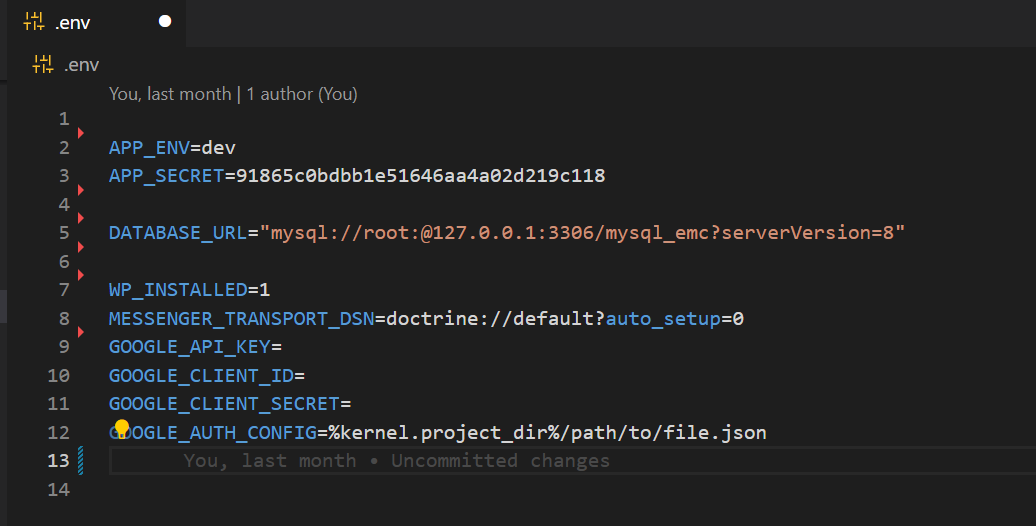 .env
.env
You, last month | 1 author (You)
1
2 APP_ENV=dev
3 APP_SECRET=91865c0bdbb1e51646aa4a02d219c118
4
5 DATABASE_URL="mysql://root:@127.0.0.1:3306/mysql_emc?serverVersion=8"
6
7 WP_INSTALLED=1
8 MESSENGER_TRANSPORT_DSN=doctrine://default?auto_setup=0
9 GOOGLE_API_KEY=
10 GOOGLE_CLIENT_ID=
11 GOOGLE_CLIENT_SECRET=
12 GOOGLE_AUTH_CONFIG=%kernel.project_dir%/path/to/file.json
13 You, last month • Uncommitted changes
14